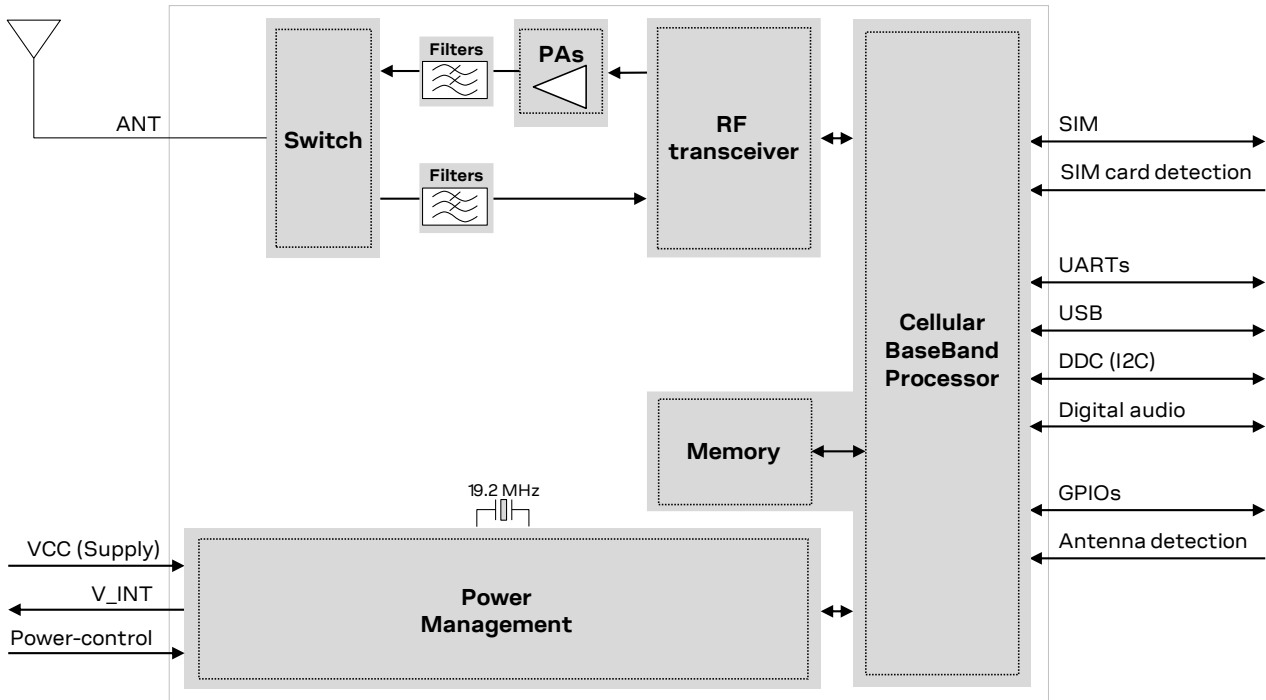 Filters
PAs
ANT
Switch
RF
transceiver
Filters
SIM
SIM card detection
UARTs
USB
DDC (I2C)
Digital audio
Cellular
BaseBand
Processor
Memory
19.2 MHz
GPIOs
Antenna detection
VCC (Supply)
V_INT
Power-control
Power
Management